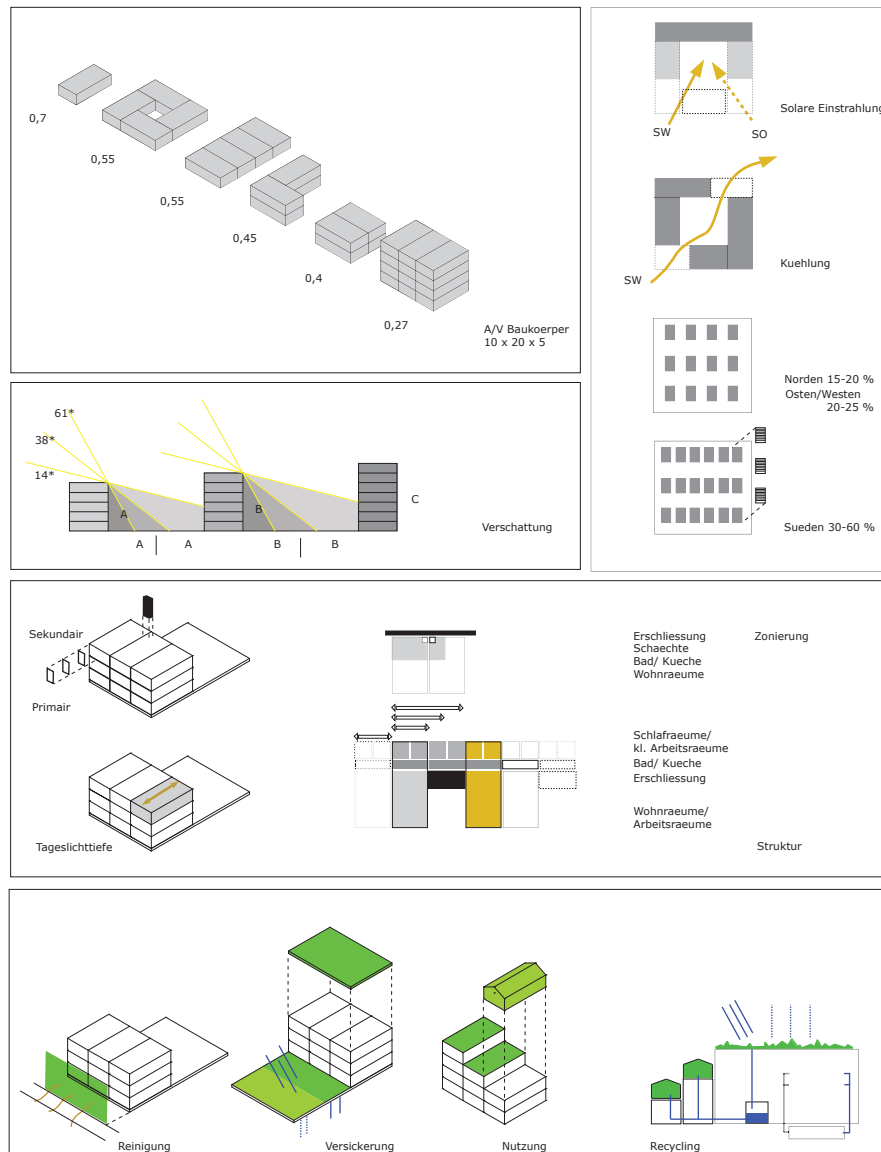 0,7
0,55
0,55
0,45
0,4
0,27
A/V Baukoerper
10 x 20 x 5
Solare Einstrahlung
SW
SO
Kuehlung
SW
Norden 15-20 %
Osten/Westen
20-25 %
Sueden 30-60 %
61*
38*
14*
A
B
C
A
A
B
B
Verschattung
Sekundair
Primair
Tageslichttiefe
Erschliessung
Schaechte
Bad/ Kueche
Wohnraeume
Zonierung
Schlafraeume/
kl. Arbeitsraeume
Bad/ Kueche
Erschliessung
Wohnraeume/
Arbeitsraeume
Struktur
Reinigung
Versickerung
Nutzung
Recycling